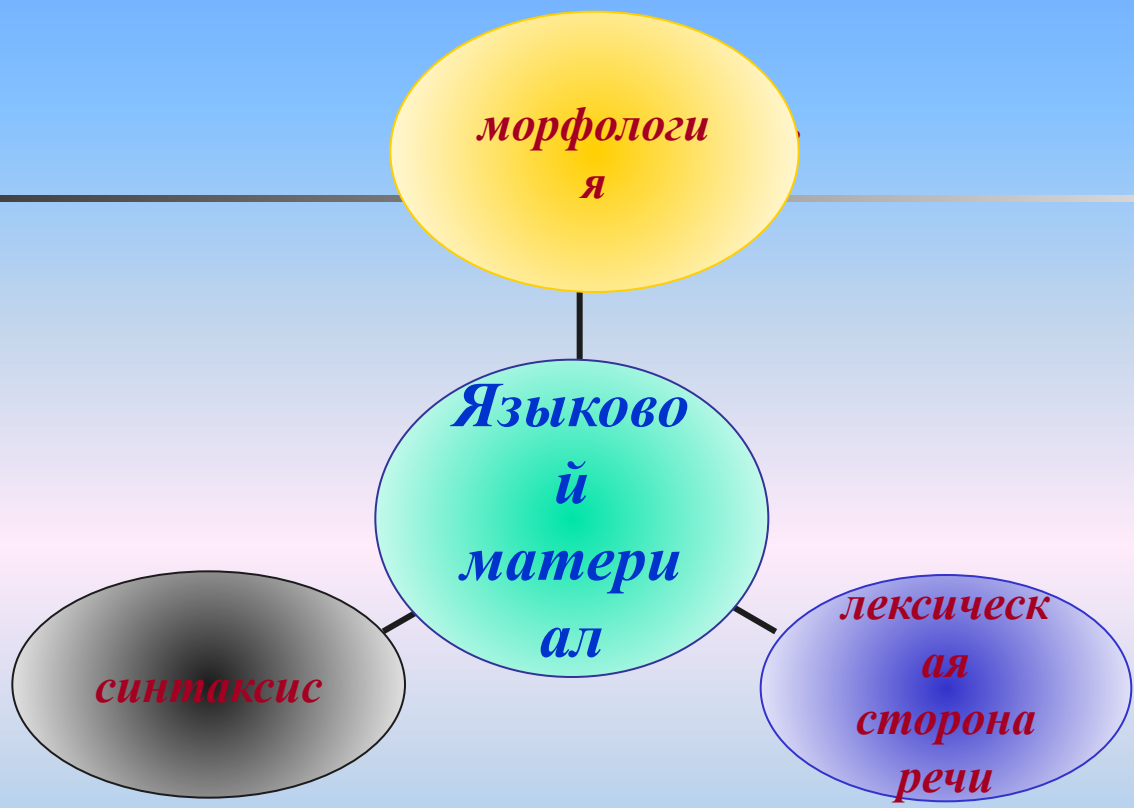 морфологи
я
Языково
й
матери
ал
синтаксис
лексическ
ая
сторона
речи